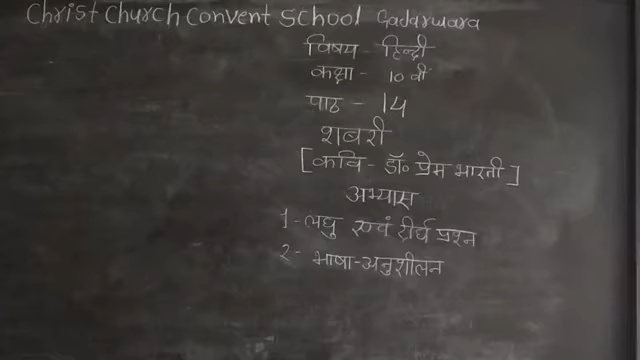 Christ Church Convent School Gadarwara
विषय - हिन्दी
कक्षा - 10 वीं
पाठ - 14
शबरी
[कवि - डॉ॰ प्रेम भारती]
अभ्यास
1 - लघु एवं दीर्घ प्रश्न
2 - भाषा-अनुशीलन